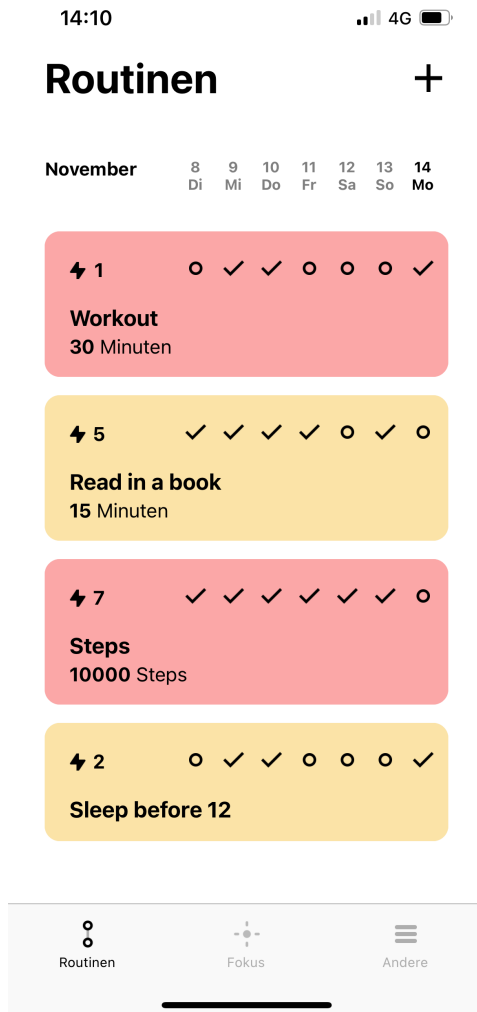 14:10 4G
Routinen
November 8 9 10 11 12 13 14
Di Mi Do Fr Sa So Mo
1
Workout
30 Minuten
5
Read in a book
15 Minuten
7
Steps
10000 Steps
2
Sleep before 12
Routinen Fokus Andere